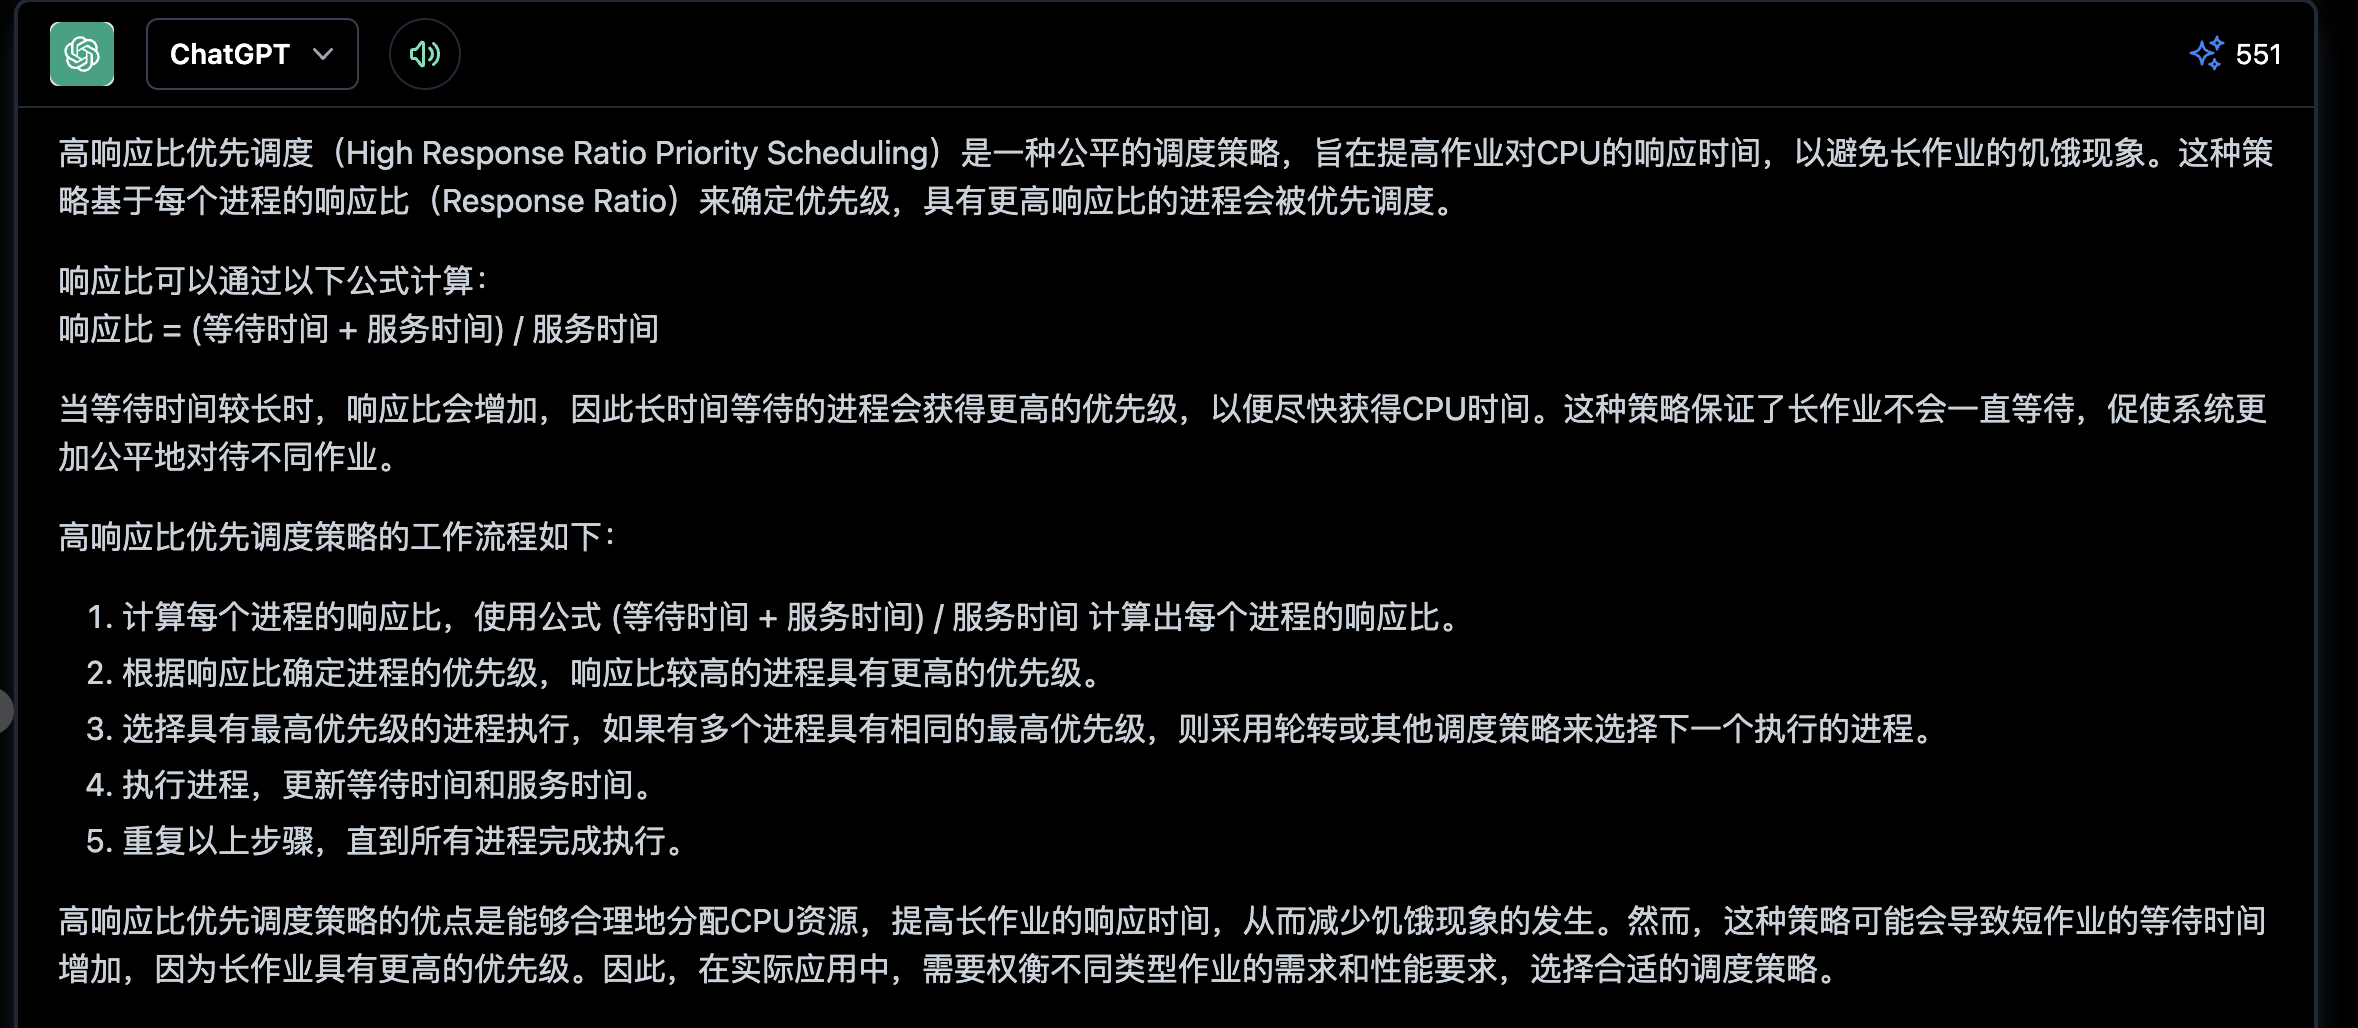 ChatGPT
551
高响应比优先调度（High Response Ratio Priority Scheduling）是一种公平的调度策略，旨在提高作业对CPU的响应时间，以避免长作业的饥饿现象。这种策
略基于每个进程的响应比（Response Ratio）来确定优先级，具有更高响应比的进程会被优先调度。
响应比可以通过以下公式计算：
响应比 = (等待时间 + 服务时间) / 服务时间
当等待时间较长时，响应比会增加，因此长时间等待的进程会获得更高的优先级，以便尽快获得CPU时间。这种策略保证了长作业不会一直等待，促使系统更
加公平地对待不同作业。
高响应比优先调度策略的工作流程如下：
1. 计算每个进程的响应比，使用公式 (等待时间 + 服务时间) / 服务时间 计算出每个进程的响应比。
2. 根据响应比确定进程的优先级，响应比较高的进程具有更高的优先级。
3. 选择具有最高优先级的进程执行，如果有多个进程具有相同的最高优先级，则采用轮转或其他调度策略来选择下一个执行的进程。
4. 执行进程，更新等待时间和服务时间。
5. 重复以上步骤，直到所有进程完成执行。
高响应比优先调度策略的优点是能够合理地分配CPU资源，提高长作业的响应时间，从而减少饥饿现象的发生。然而，这种策略可能会导致短作业的等待时间
增加，因为长作业具有更高的优先级。因此，在实际应用中，需要权衡不同类型作业的需求和性能要求，选择合适的调度策略。